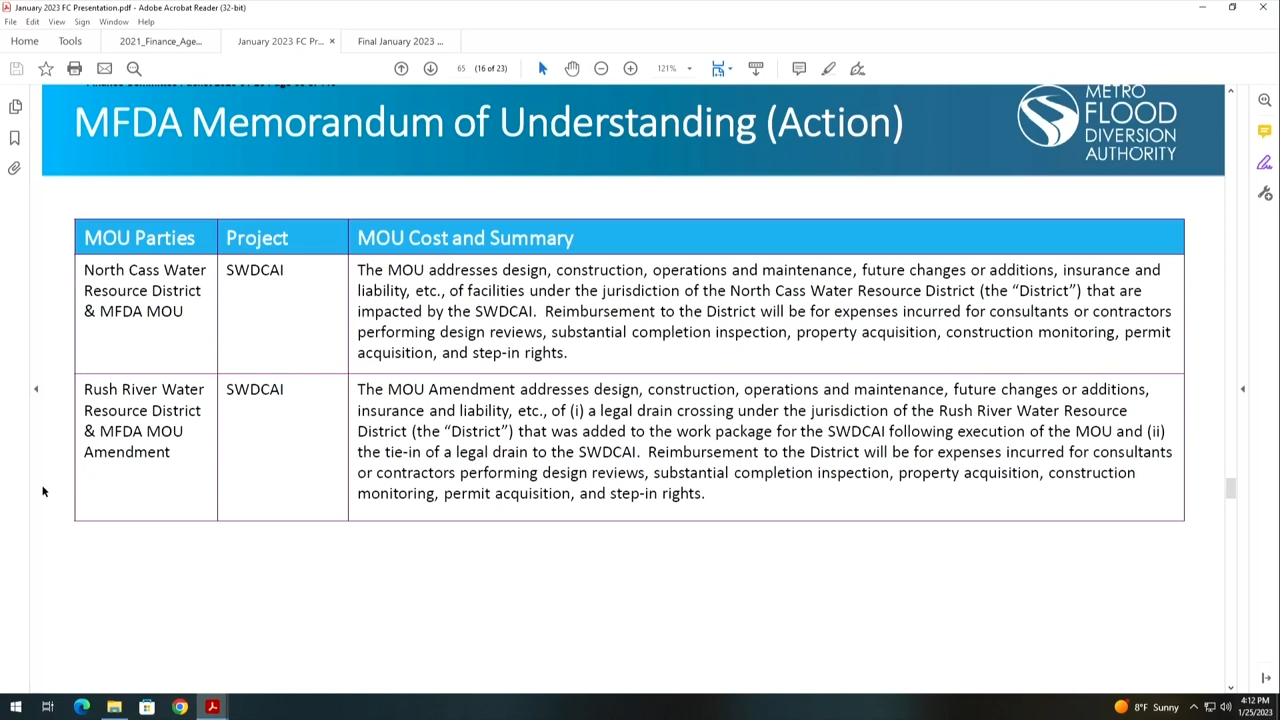 January 2023 FC Presentation.pdf - Adobe Acrobat Reader (32-bit)
File Edit View Sign Window Help
Home Tools 2021_Finance_Age... January 2023 FC Pr... × Final January 2023 ...
65 (16 of 23) 121%
MFDA Memorandum of Understanding (Action)
METRO
FLOOD
DIVERSION
AUTHORITY
MOU Parties Project MOU Cost and Summary
North Cass Water
Resource District
& MFDA MOU
SWDCAI
The MOU addresses design, construction, operations and maintenance, future changes or additions, insurance and
liability, etc., of facilities under the jurisdiction of the North Cass Water Resource District (the “District”) that are
impacted by the SWDCAI. Reimbursement to the District will be for expenses incurred for consultants or contractors
performing design reviews, substantial completion inspection, property acquisition, construction monitoring, permit
acquisition, and step-in rights.
Rush River Water
Resource District
& MFDA MOU
Amendment
SWDCAI
The MOU Amendment addresses design, construction, operations and maintenance, future changes or additions,
insurance and liability, etc., of (i) a legal drain crossing under the jurisdiction of the Rush River Water Resource
District (the “District”) that was added to the work package for the SWDCAI following execution of the MOU and (ii)
the tie-in of a legal drain to the SWDCAI. Reimbursement to the District will be for expenses incurred for consultants
or contractors performing design reviews, substantial completion inspection, property acquisition, construction
monitoring, permit acquisition, and step-in rights.
8°F Sunny
4:12 PM
1/25/2023